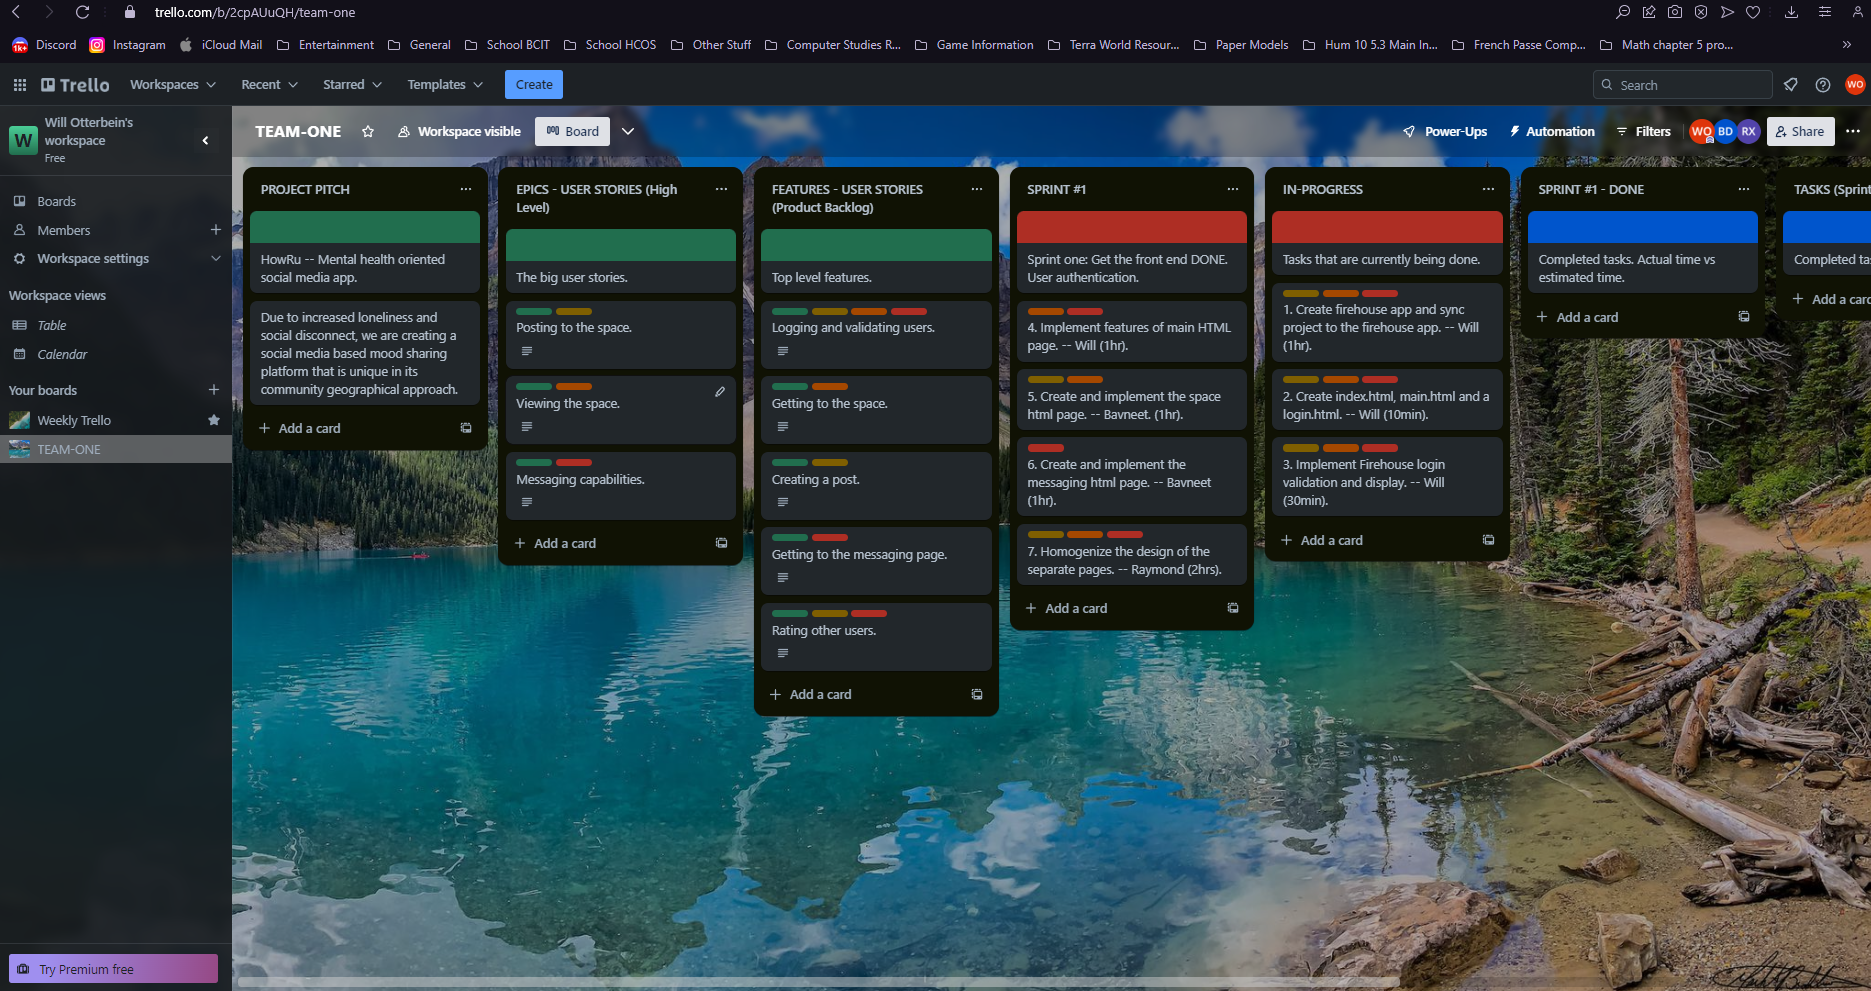 trello.com/b/2cpAUuQH/team-one
1k+ Discord Instagram iCloud Mail Entertainment General School BCIT School HCOS Other Stuff Computer Studies R... Game Information Terra World Resour... Paper Models Hum 10 5.3 Main In... French Passe Comp... Math chapter 5 pro... »
Trello Workspaces Recent Starred Templates Create Search WO
W
Will Otterbein's
workspace
Free
Boards
Members
Workspace settings
Workspace views
Table
Calendar
Your boards
Weekly Trello
TEAM-ONE
Try Premium free
TEAM-ONE Workspace visible Board Power-Ups Automation Filters WO BD RX Share
PROJECT PITCH
HowRu -- Mental health oriented
social media app.
Due to increased loneliness and
social disconnect, we are creating a
social media based mood sharing
platform that is unique in its
community geographical approach.
+ Add a card
EPICS - USER STORIES (High
Level)
The big user stories.
Posting to the space.
Viewing the space.
Messaging capabilities.
+ Add a card
FEATURES - USER STORIES
(Product Backlog)
Top level features.
Logging and validating users.
Getting to the space.
Creating a post.
Getting to the messaging page.
Rating other users.
+ Add a card
SPRINT #1
Sprint one: Get the front end DONE.
User authentication.
4. Implement features of main HTML
page. -- Will (1hr).
5. Create and implement the space
html page. -- Bavneet. (1hr).
6. Create and implement the
messaging html page. -- Bavneet
(1hr).
7. Homogenize the design of the
separate pages. -- Raymond (2hrs).
+ Add a card
IN-PROGRESS
Tasks that are currently being done.
1. Create firehouse app and sync
project to the firehouse app. -- Will
(1hr).
2. Create index.html, main.html and a
login.html. -- Will (10min).
3. Implement Firehouse login
validation and display. -- Will
(30min).
+ Add a card
SPRINT #1 - DONE
Completed tasks. Actual time vs
estimated time.
+ Add a card
TASKS (Sprint
Completed ta
+ Add a card